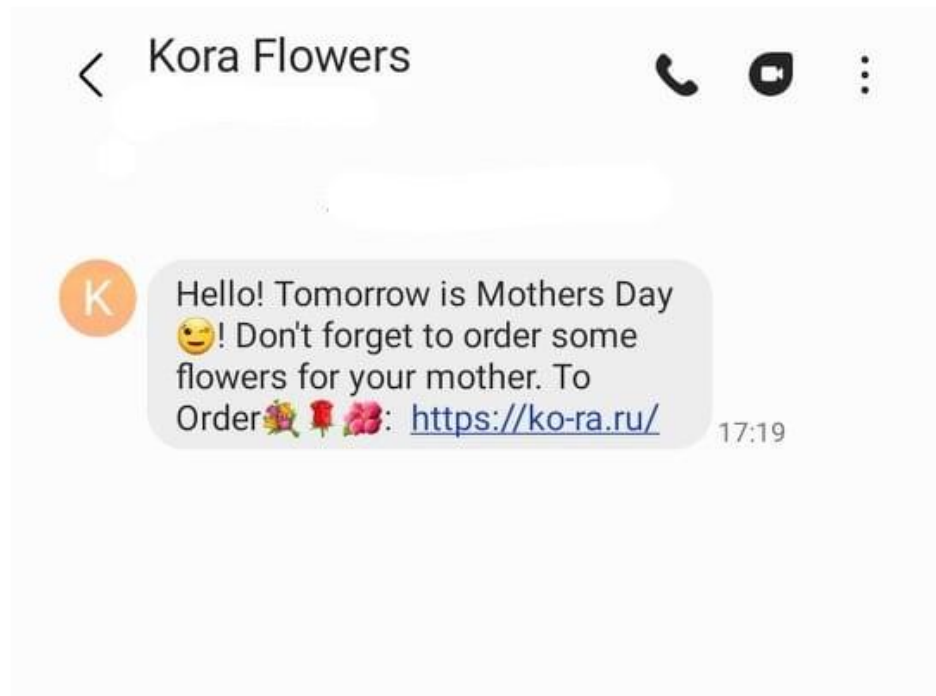 Kora Flowers
K
Hello! Tomorrow is Mothers Day
😉! Don't forget to order some
flowers for your mother. To
Order💐🌹🌺: https://ko-ra.ru/
17:19